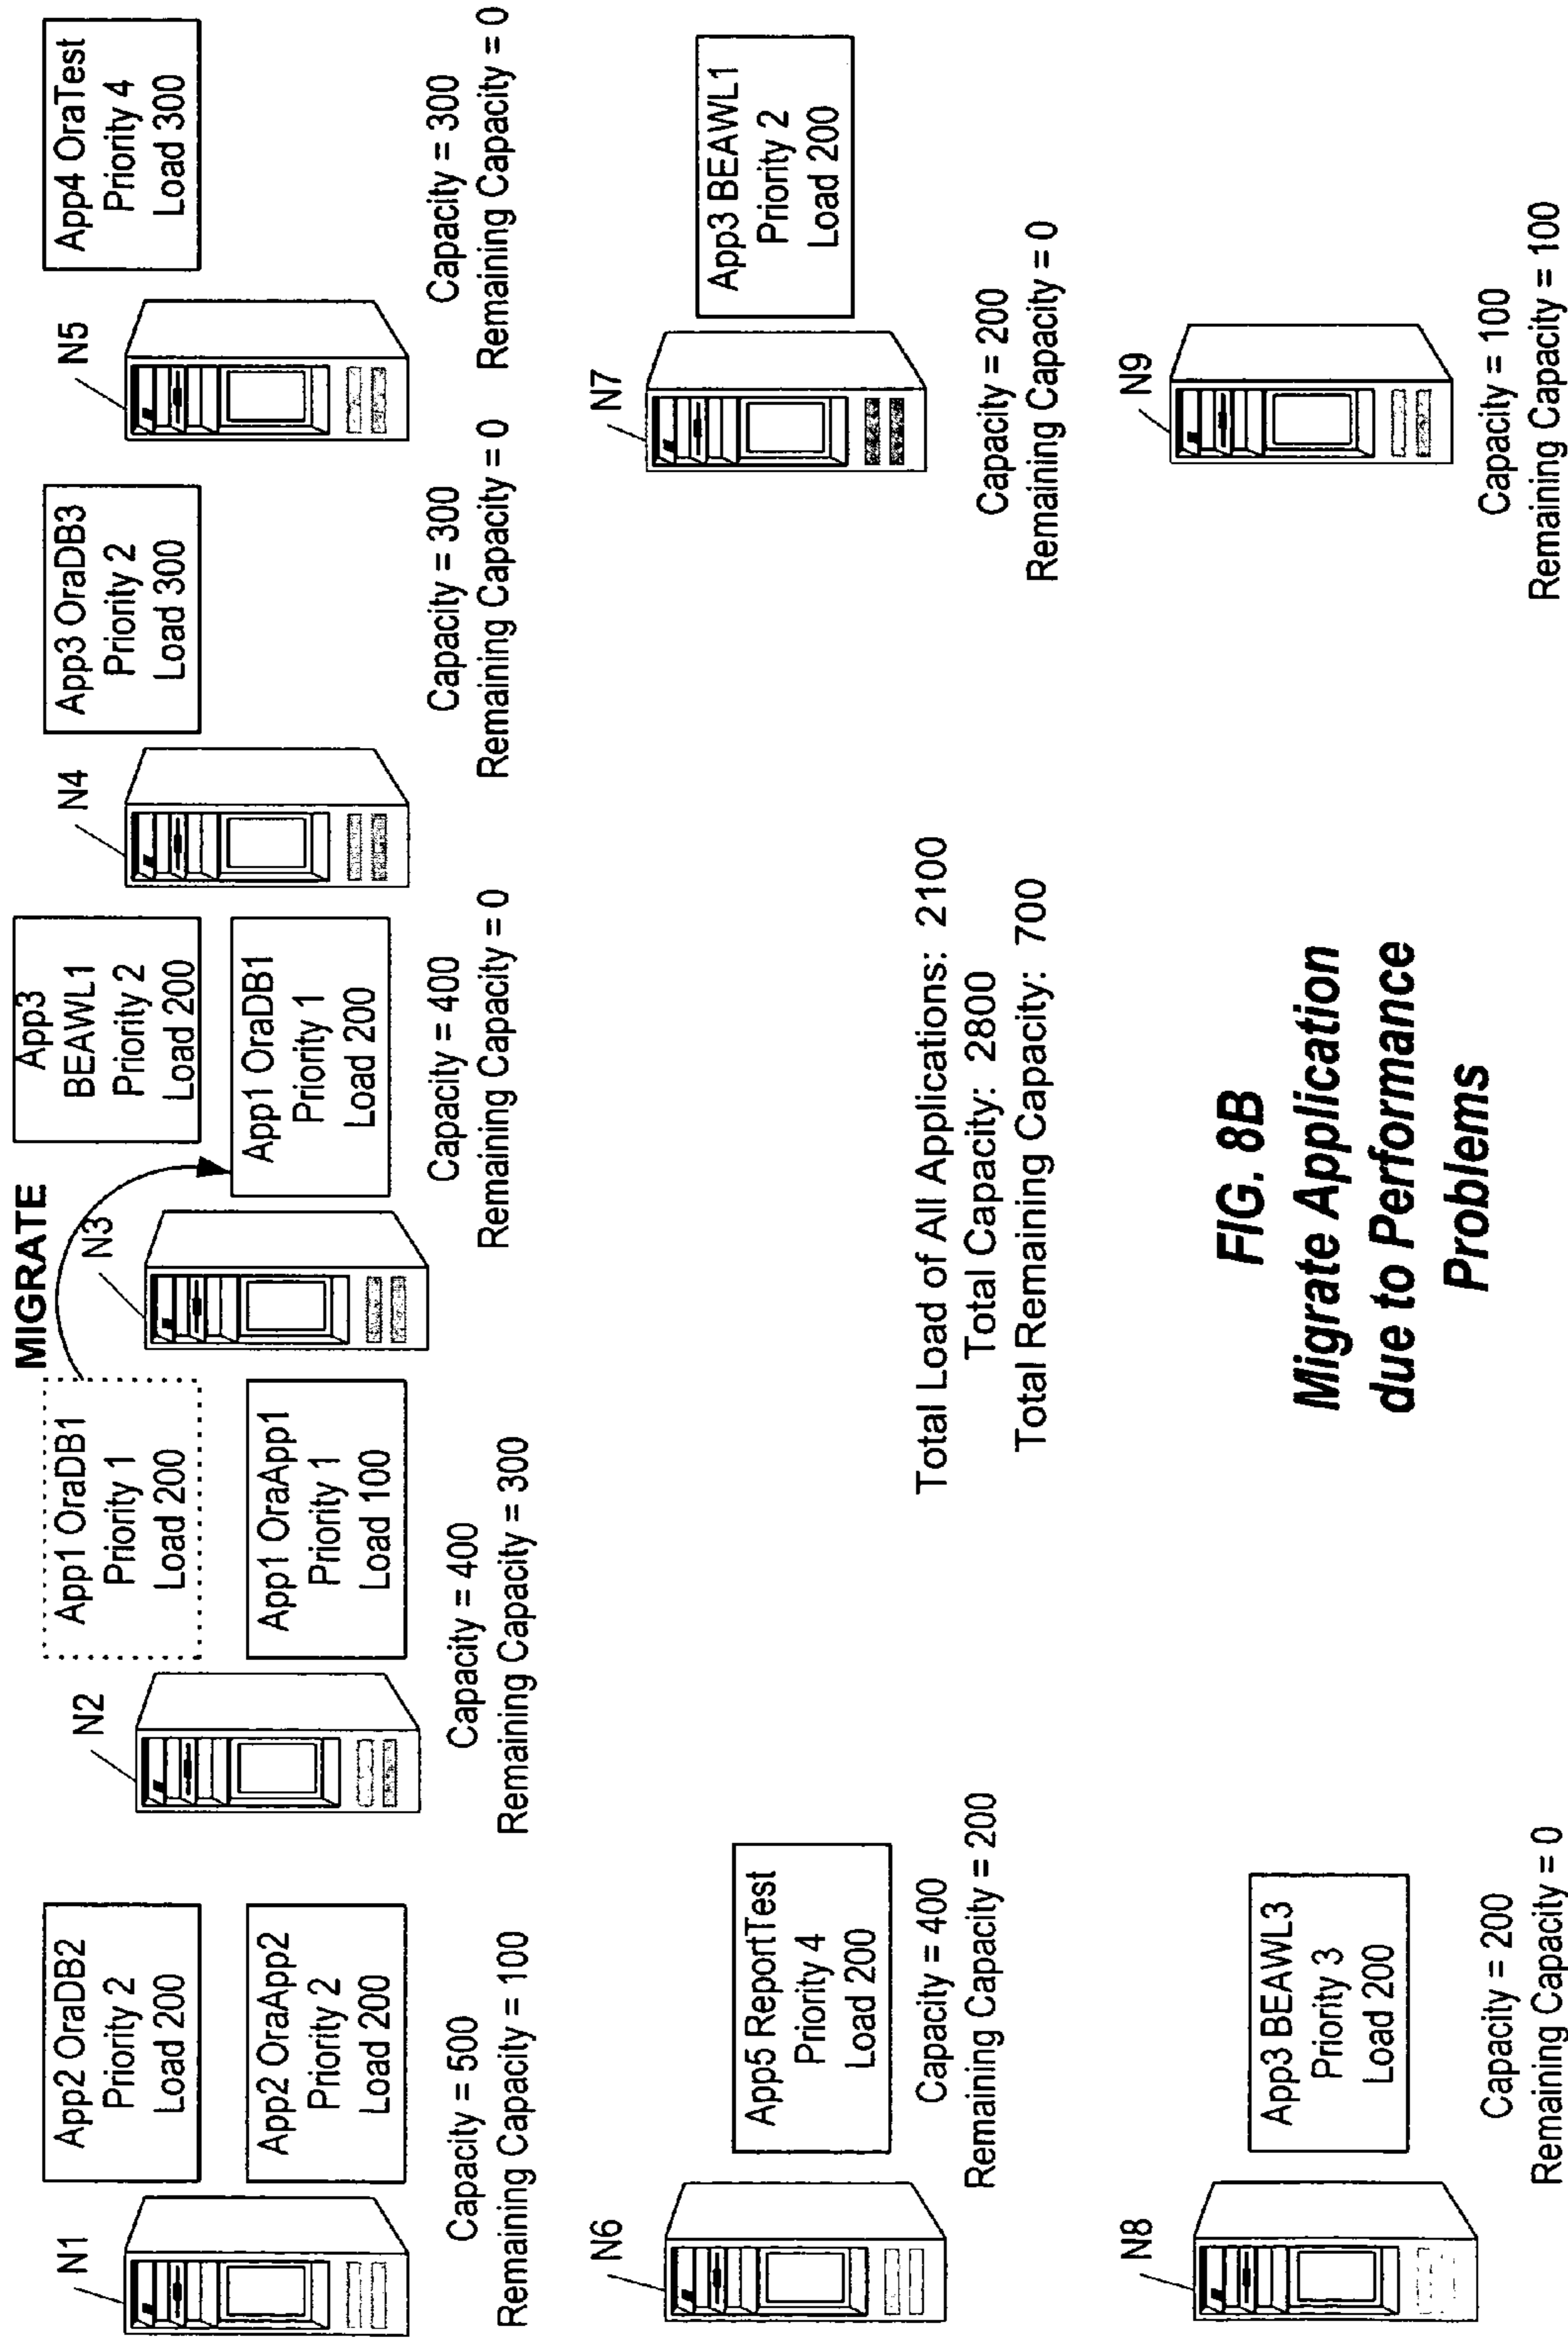 N1
App2 OraDB2
Priority 2
Load 200
App2 OraApp2
Priority 2
Load 200
Capacity = 500
Remaining Capacity = 100
N2
App1 OraDB1
Priority 1
Load 200
App1 OraApp1
Priority 1
Load 100
Capacity = 400
Remaining Capacity = 300
MIGRATE
N3
App3
BEAWL1
Priority 2
Load 200
App1 OraDB1
Priority 1
Load 200
Capacity = 400
Remaining Capacity = 0
N4
App3 OraDB3
Priority 2
Load 300
Capacity = 300
Remaining Capacity = 0
N5
App4 OraTest
Priority 4
Load 300
Capacity = 300
Remaining Capacity = 0
N6
App5 ReportTest
Priority 4
Load 200
Capacity = 400
Remaining Capacity = 200
N7
App3 BEAWL1
Priority 2
Load 200
Capacity = 200
Remaining Capacity = 0
Total Load of All Applications: 2100
Total Capacity: 2800
Total Remaining Capacity: 700
N8
App3 BEAWL3
Priority 3
Load 200
Capacity = 200
Remaining Capacity = 0
N9
Capacity = 100
Remaining Capacity = 100
FIG. 8B
Migrate Application
due to Performance
Problems